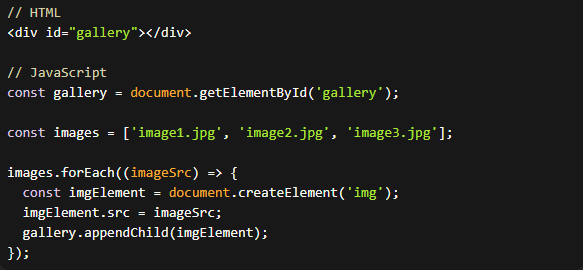 // HTML
<div id="gallery"></div>

// JavaScript
const gallery = document.getElementById('gallery');

const images = ['image1.jpg', 'image2.jpg', 'image3.jpg'];

images.forEach((imageSrc) => {
  const imgElement = document.createElement('img');
  imgElement.src = imageSrc;
  gallery.appendChild(imgElement);
});